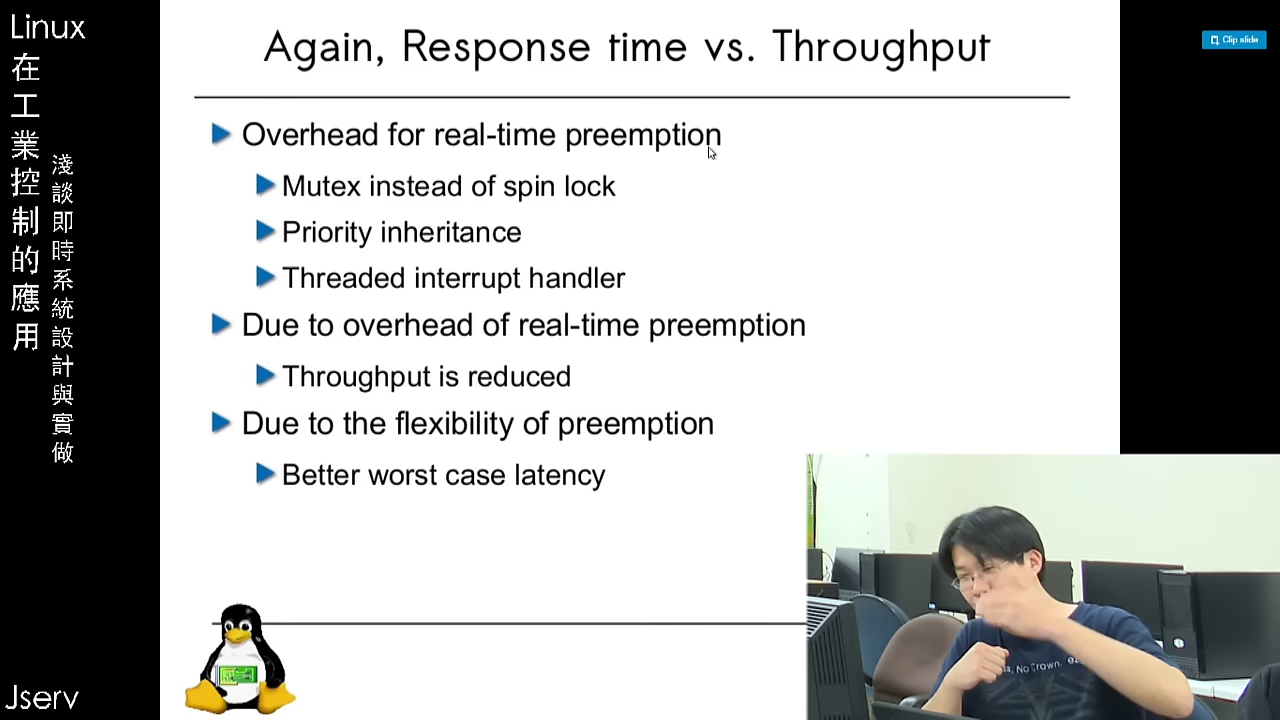 Linux
在工業控制的應用
淺談即時系統設計與實做
Again, Response time vs. Throughput
Clip slide
Overhead for real-time preemption
Mutex instead of spin lock
Priority inheritance
Threaded interrupt handler
Due to overhead of real-time preemption
Throughput is reduced
Due to the flexibility of preemption
Better worst case latency
Jserv